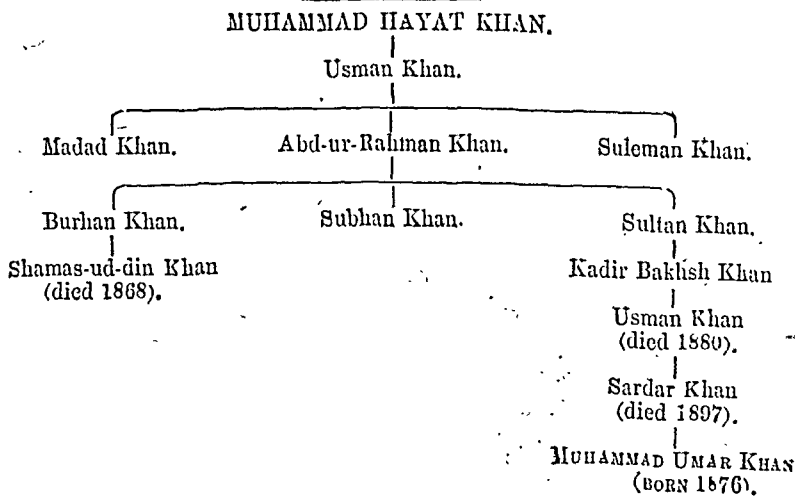 MUHAMMAD HAYAT KHAN.
Usman Khan.
Madad Khan. Abd-ur-Rahman Khan. Suleman Khan.
Burhan Khan. Subhan Khan. Sultan Khan.
Shamas-ud-din Khan
(died 1868).
Kadir Bakhsh Khan
Usman Khan
(died 1880).
Sardar Khan
(died 1897).
MUHAMMAD UMAR KHAN
(BORN 1876).